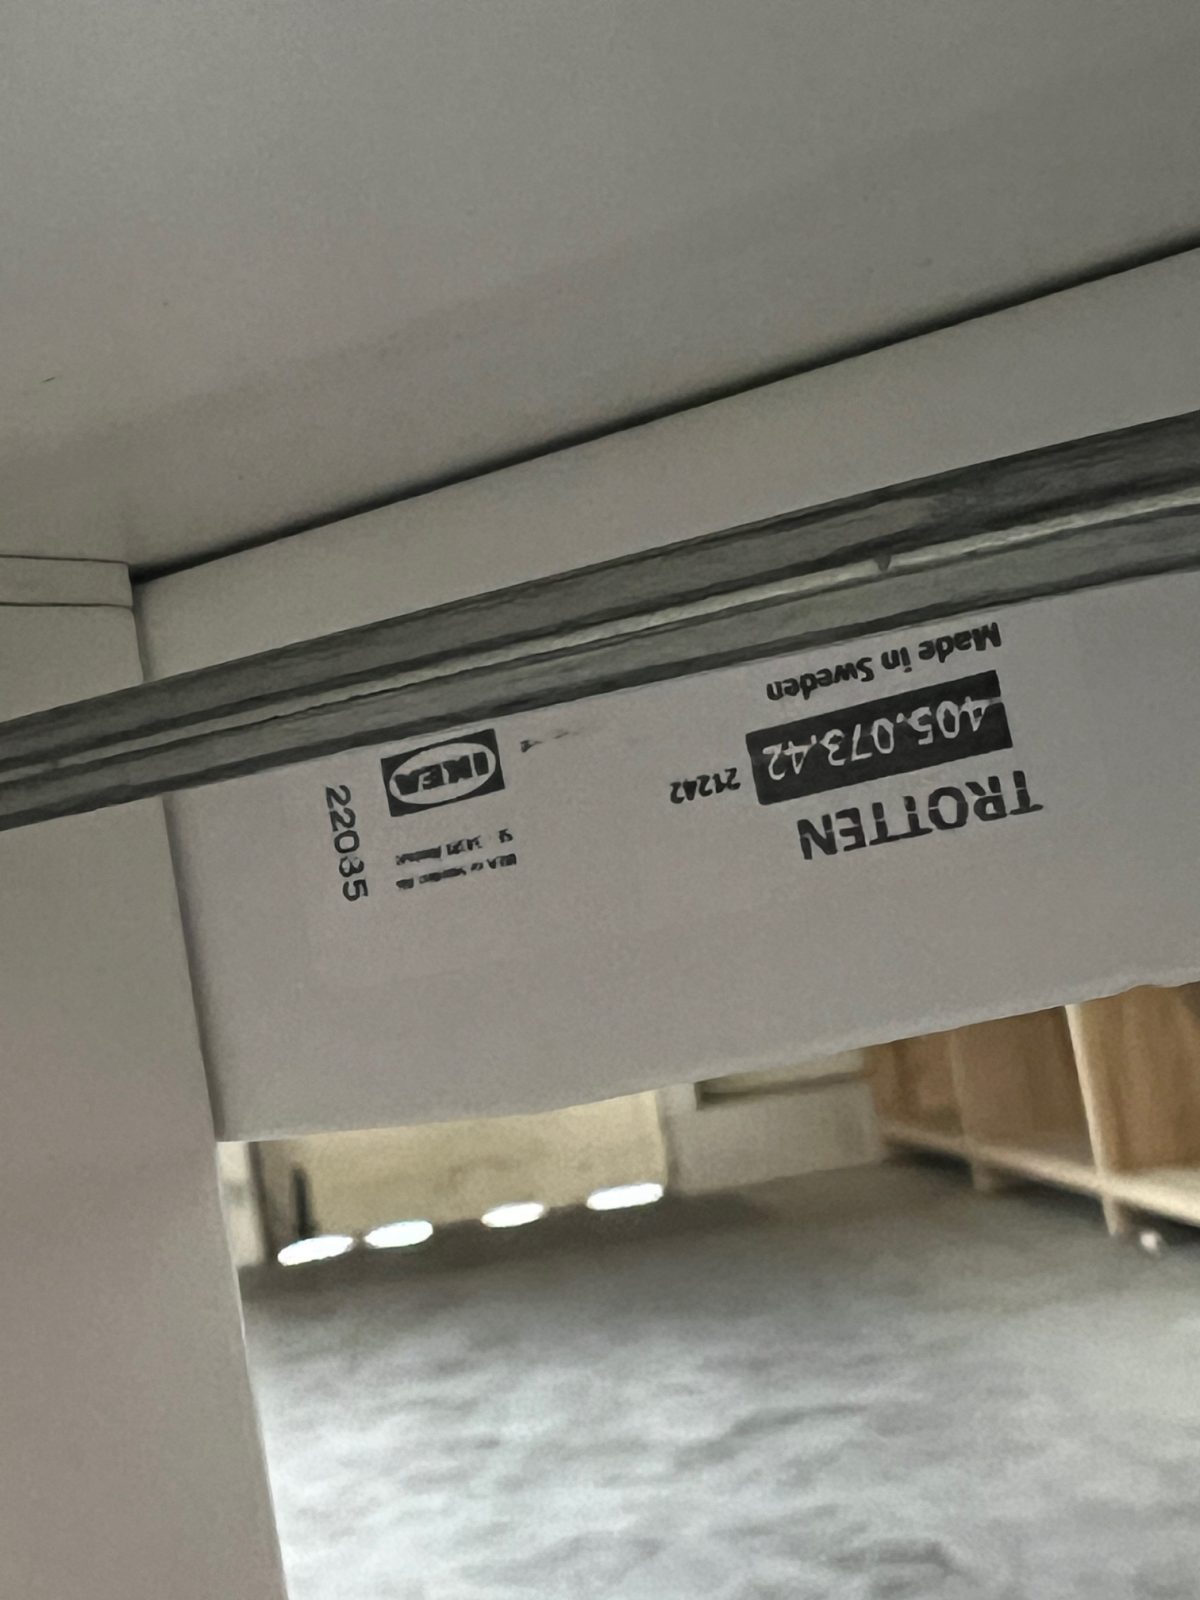 TROTTEN
405.073.42
21242
Made in Sweden
IKEA
22035